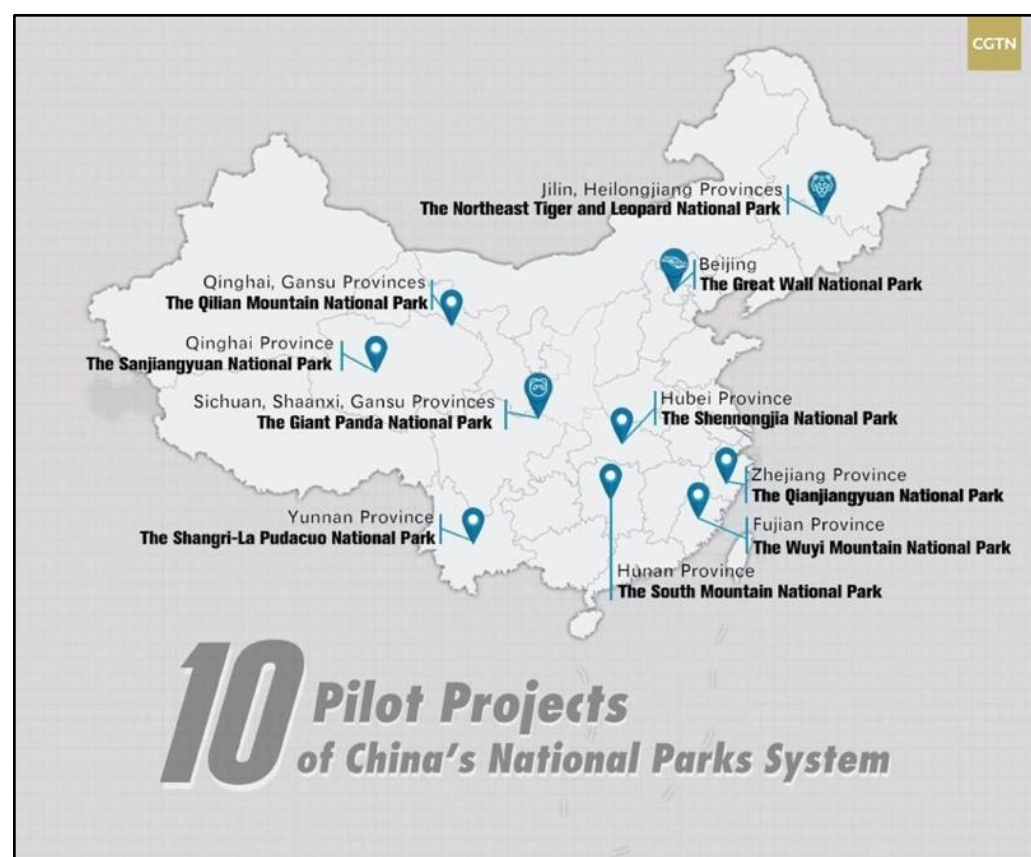 CGTN
Jilin, Heilongjiang Provinces
The Northeast Tiger and Leopard National Park
Beijing
The Great Wall National Park
Qinghai, Gansu Provinces
The Qilian Mountain National Park
Qinghai Province
The Sanjiangyuan National Park
Sichuan, Shaanxi, Gansu Provinces
The Giant Panda National Park
Hubei Province
The Shennongjia National Park
Zhejiang Province
The Qianjiangyuan National Park
Yunnan Province
The Shangri-La Pudacuo National Park
Fujian Province
The Wuyi Mountain National Park
Hunan Province
The South Mountain National Park
10 Pilot Projects
of China's National Parks System